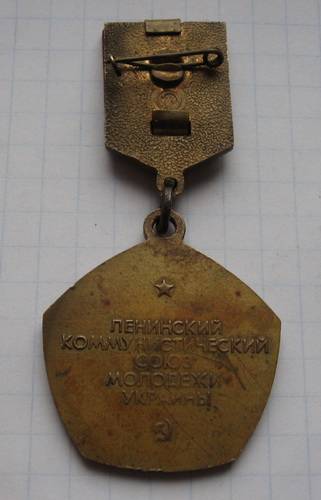 ЛЕНИНСКИЙ
КОММУНИСТИЧЕСКИЙ
СОЮЗ
МОЛОДЕЖИ
УКРАИНЫ